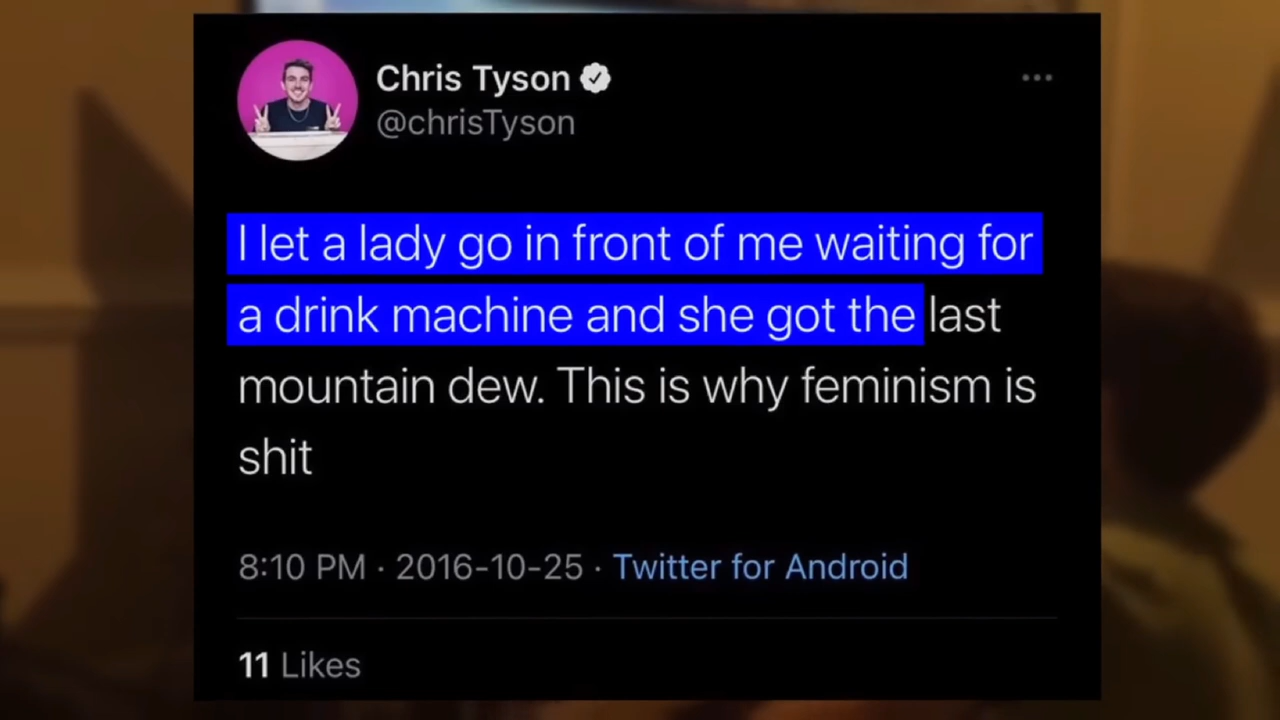 Chris Tyson
@chrisTyson
I let a lady go in front of me waiting for
a drink machine and she got the last
mountain dew. This is why feminism is
shit
8:10 PM · 2016-10-25 · Twitter for Android
11 Likes